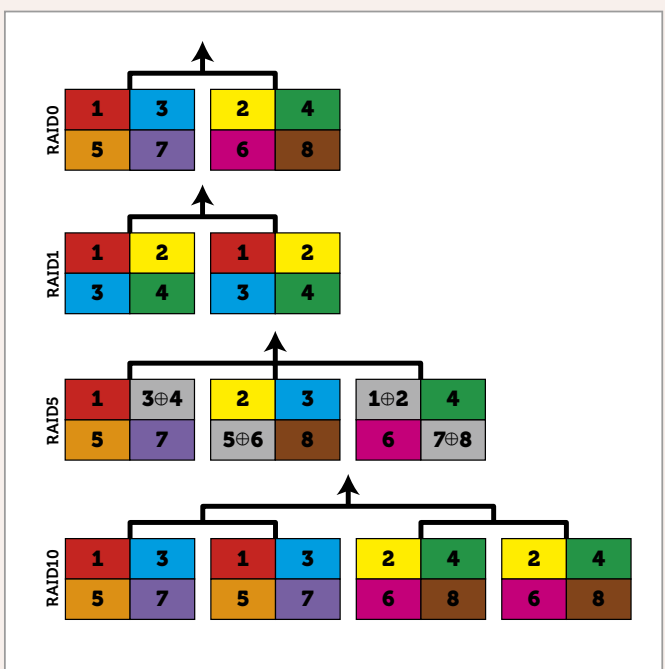 RAID0
1 3 2 4
5 7 6 8
RAID1
1 2 1 2
3 4 3 4
RAID5
1 3⊕4 2 3 1⊕2 4
5 7 5⊕6 8 6 7⊕8
RAID10
1 3 1 3 2 4 2 4
5 7 5 7 6 8 6 8